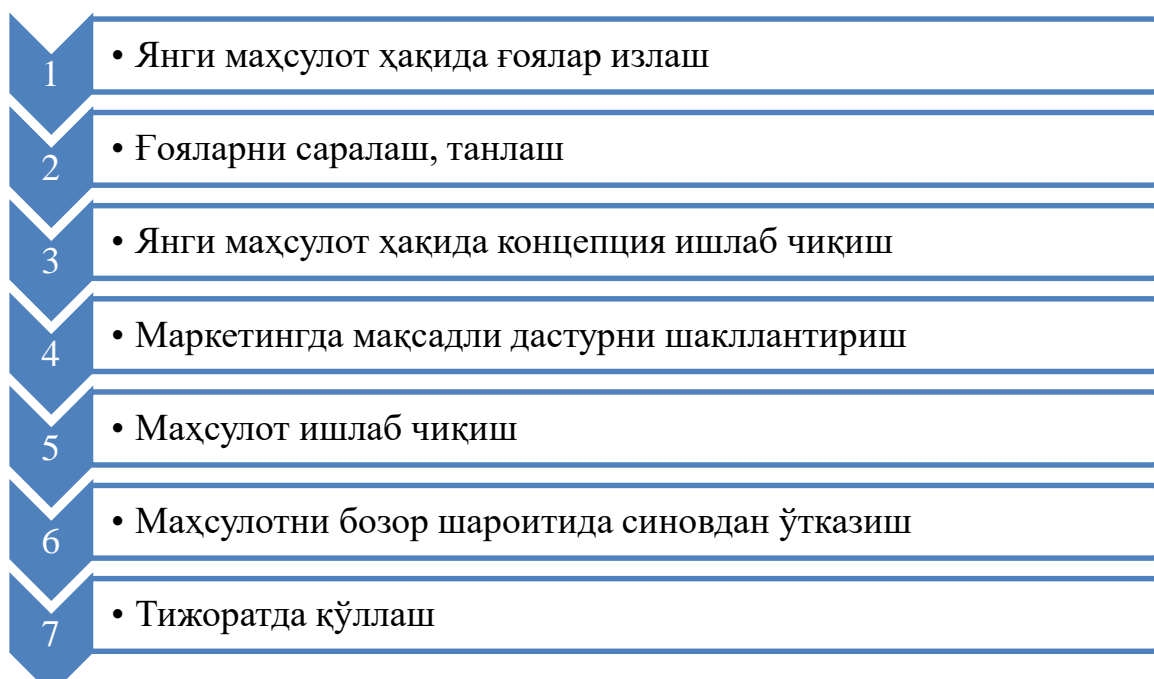 1
• Янги маҳсулот ҳақида ғоялар излаш
2
• Ғояларни саралаш, танлаш
3
• Янги маҳсулот ҳақида концепция ишлаб чиқиш
4
• Маркетингда мақсадли дастурни шакллантириш
5
• Маҳсулот ишлаб чиқиш
6
• Маҳсулотни бозор шароитида синовдан ўтказиш
7
• Тижоратда қўллаш